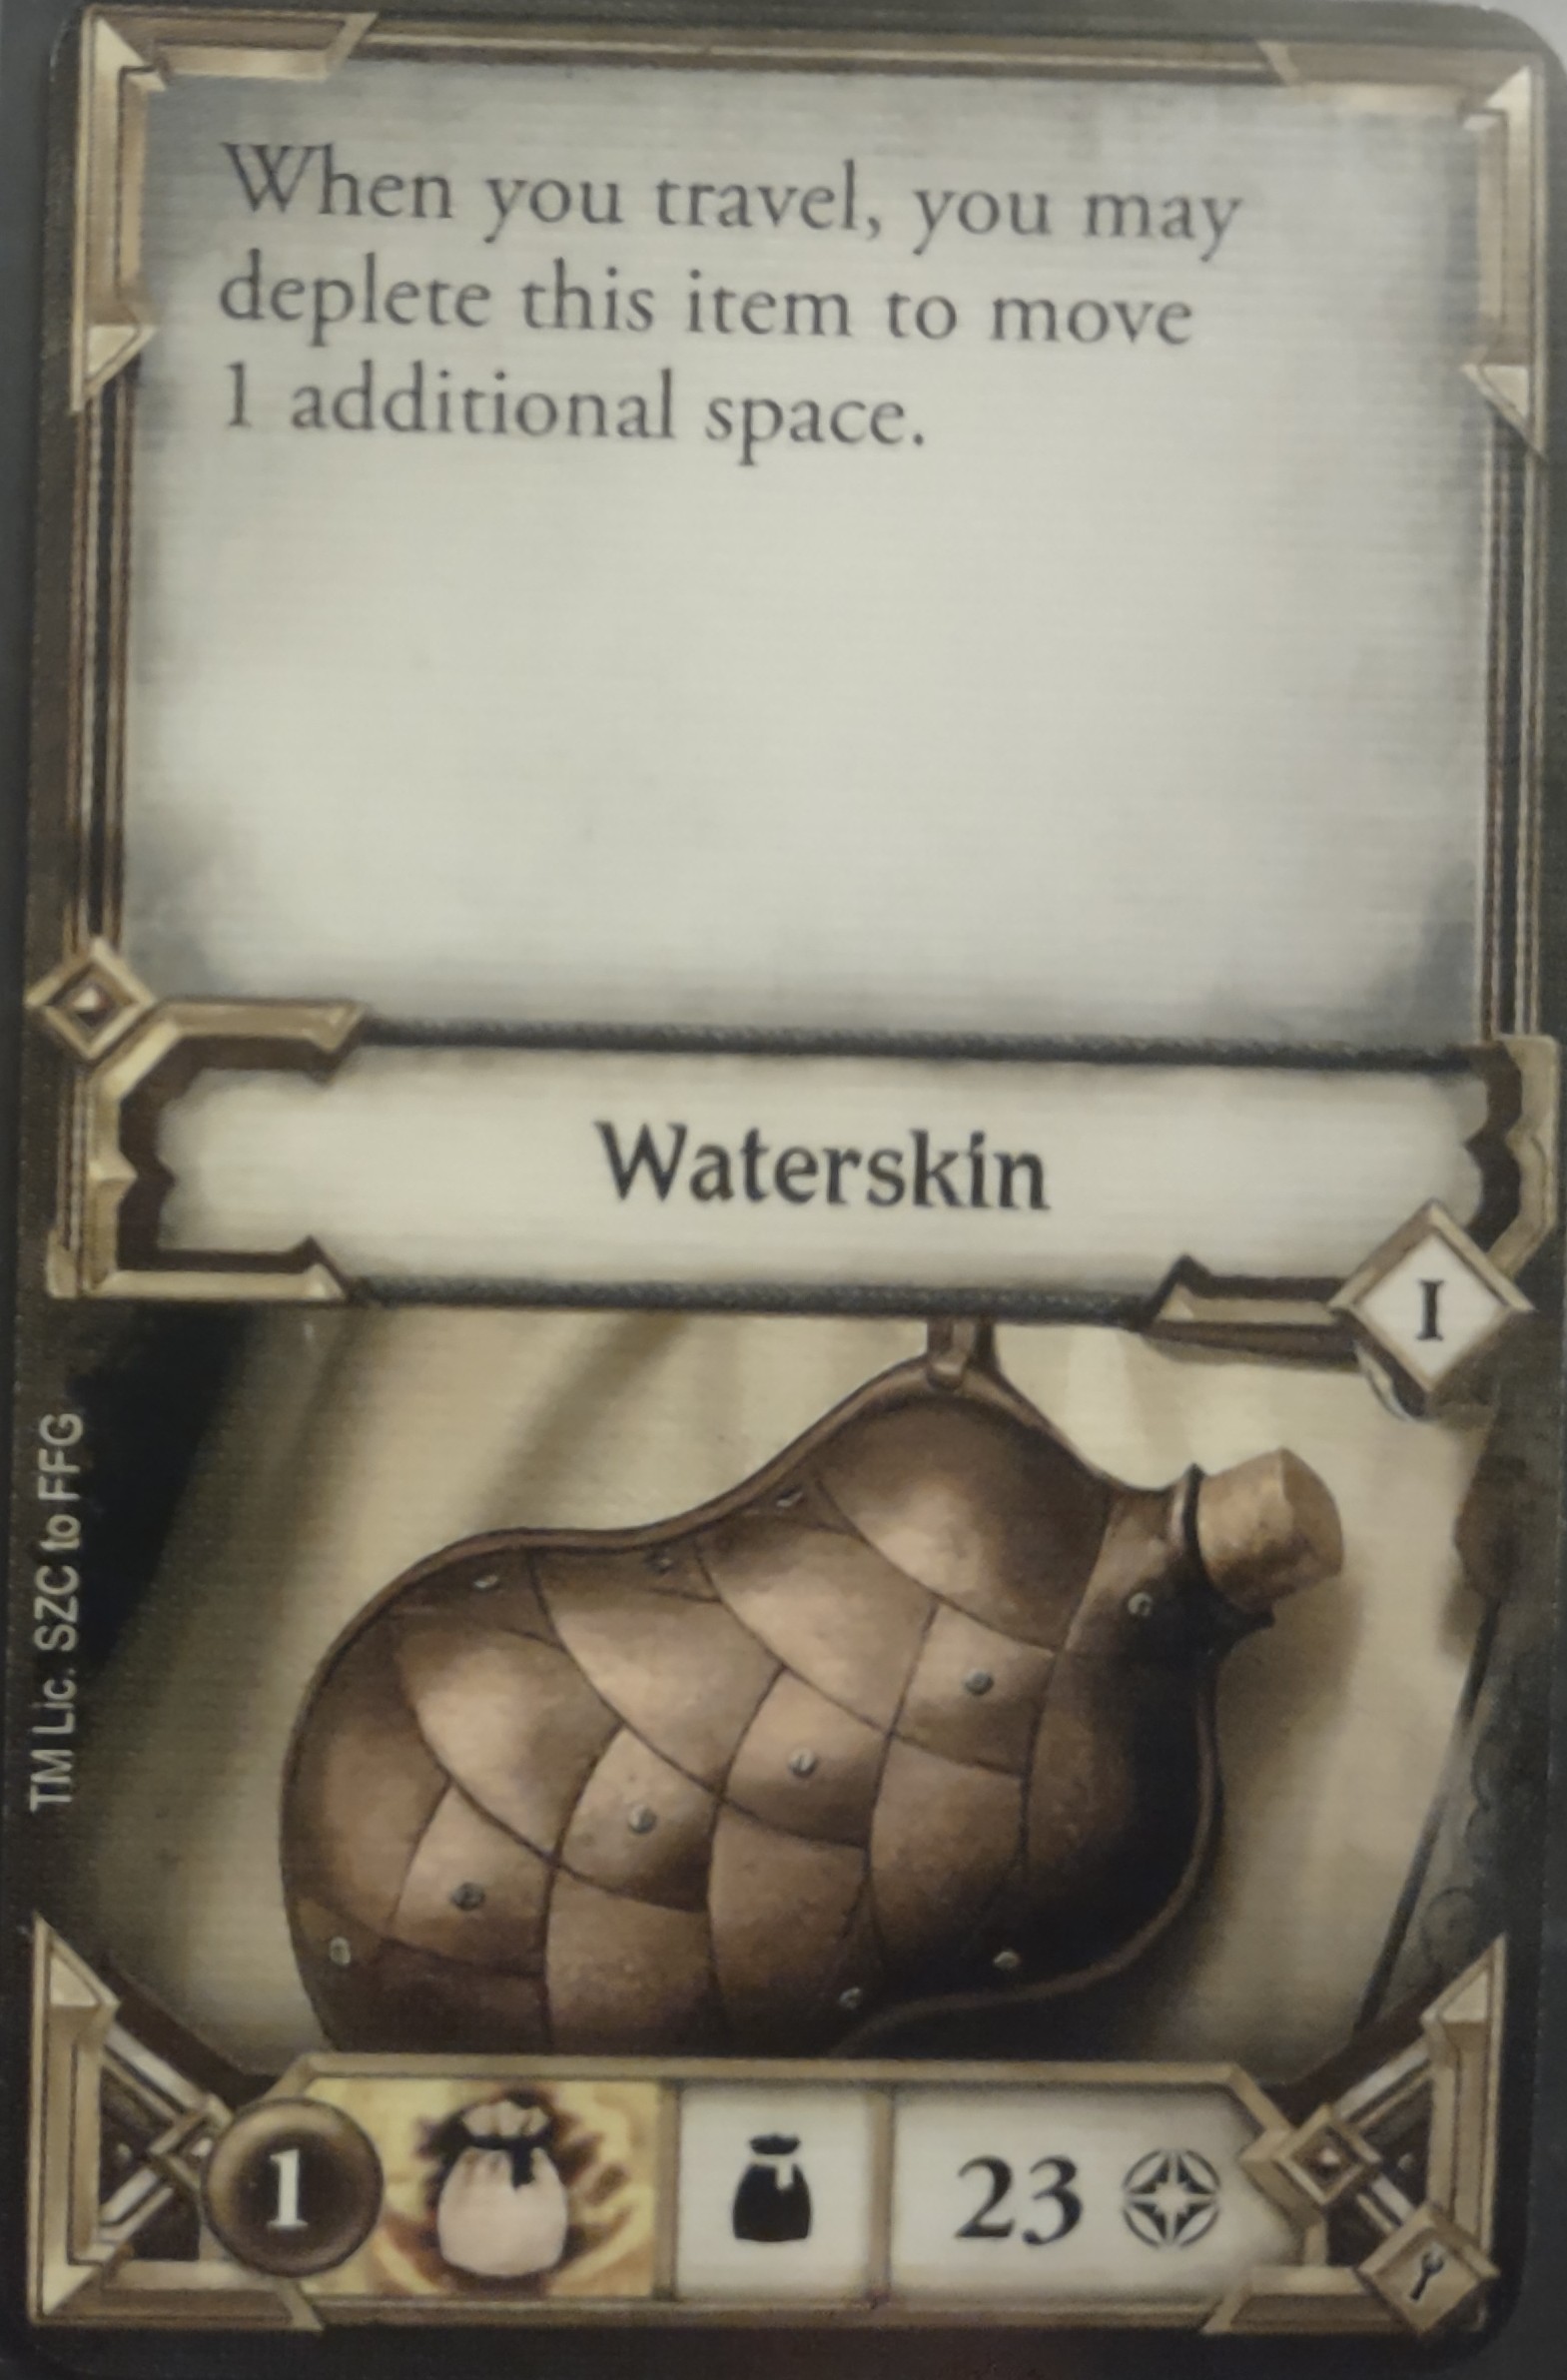 When you travel, you may
deplete this item to move
1 additional space.
Waterskin
I
TM Lic. SZC to FFG
1
23